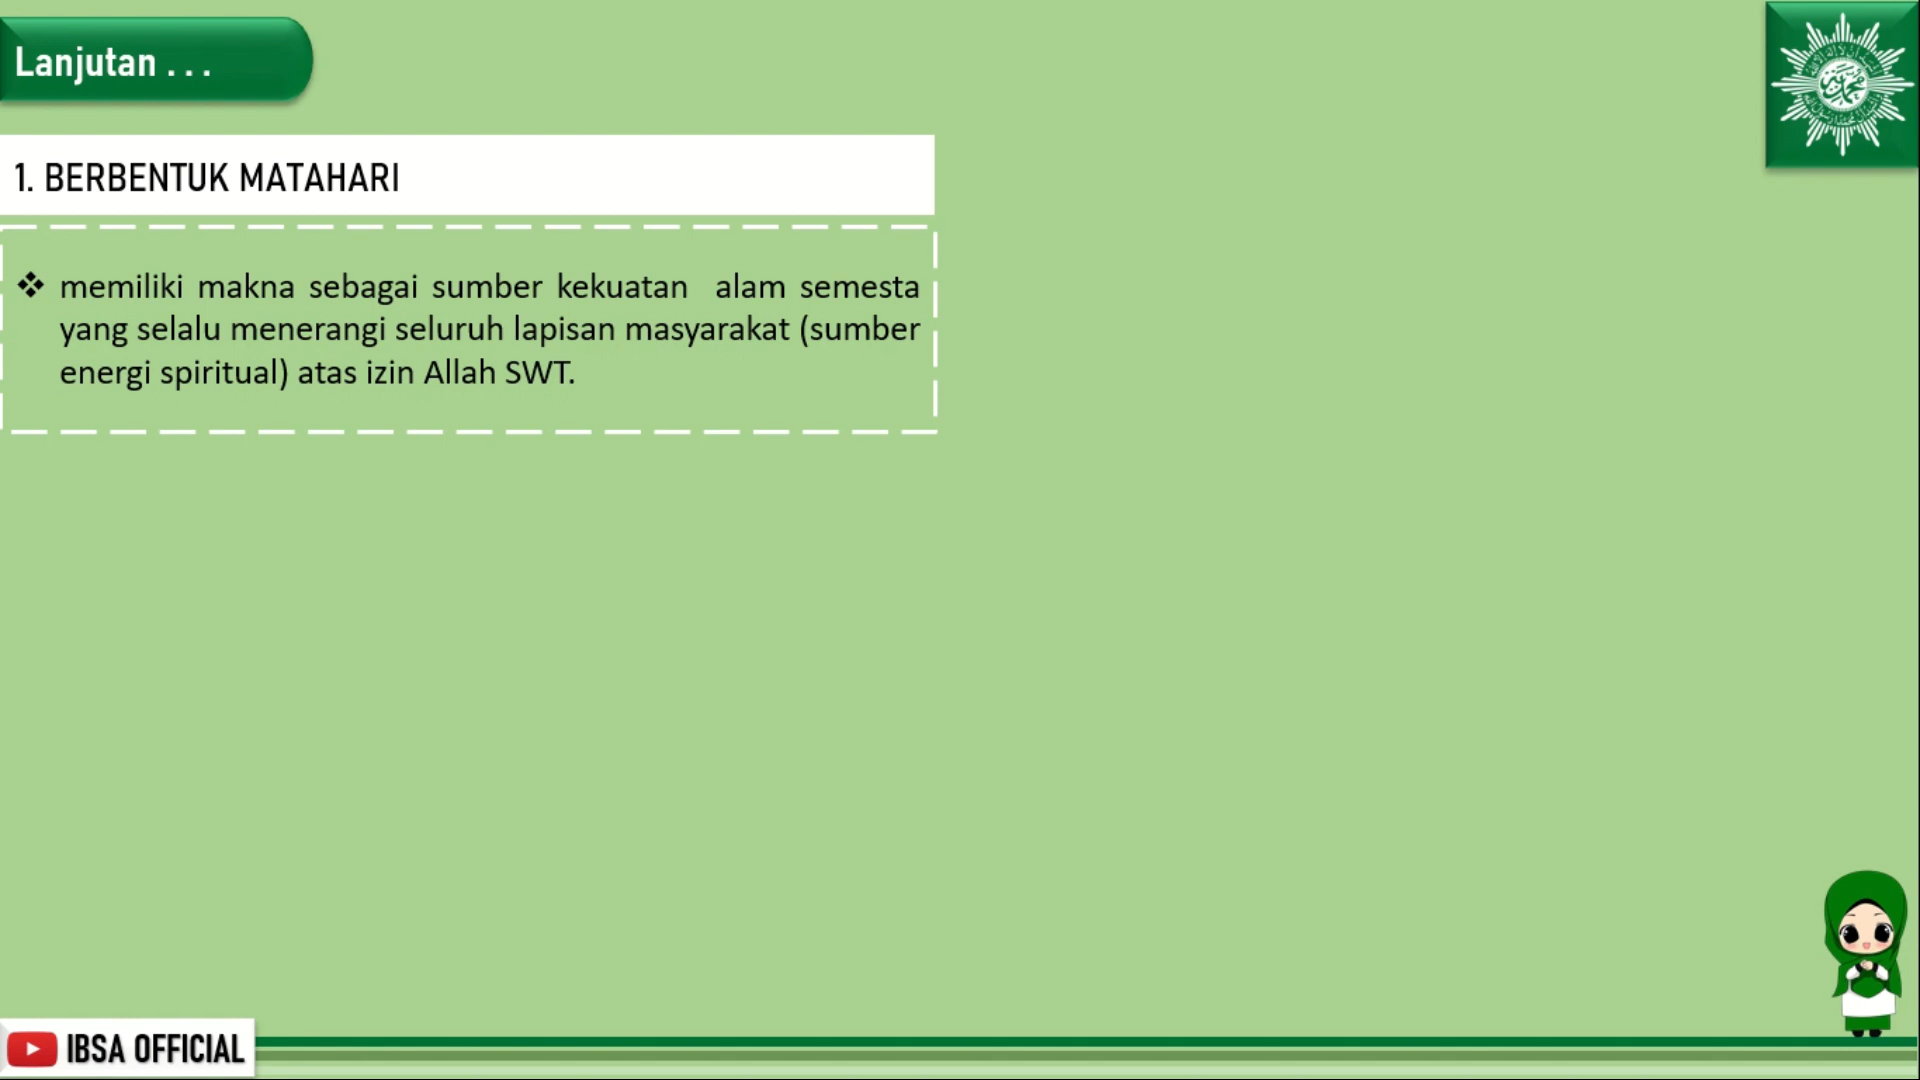 Lanjutan . . .
1. BERBENTUK MATAHARI
❖ memiliki makna sebagai sumber kekuatan alam semesta
yang selalu menerangi seluruh lapisan masyarakat (sumber
energi spiritual) atas izin Allah SWT.
IBSA OFFICIAL